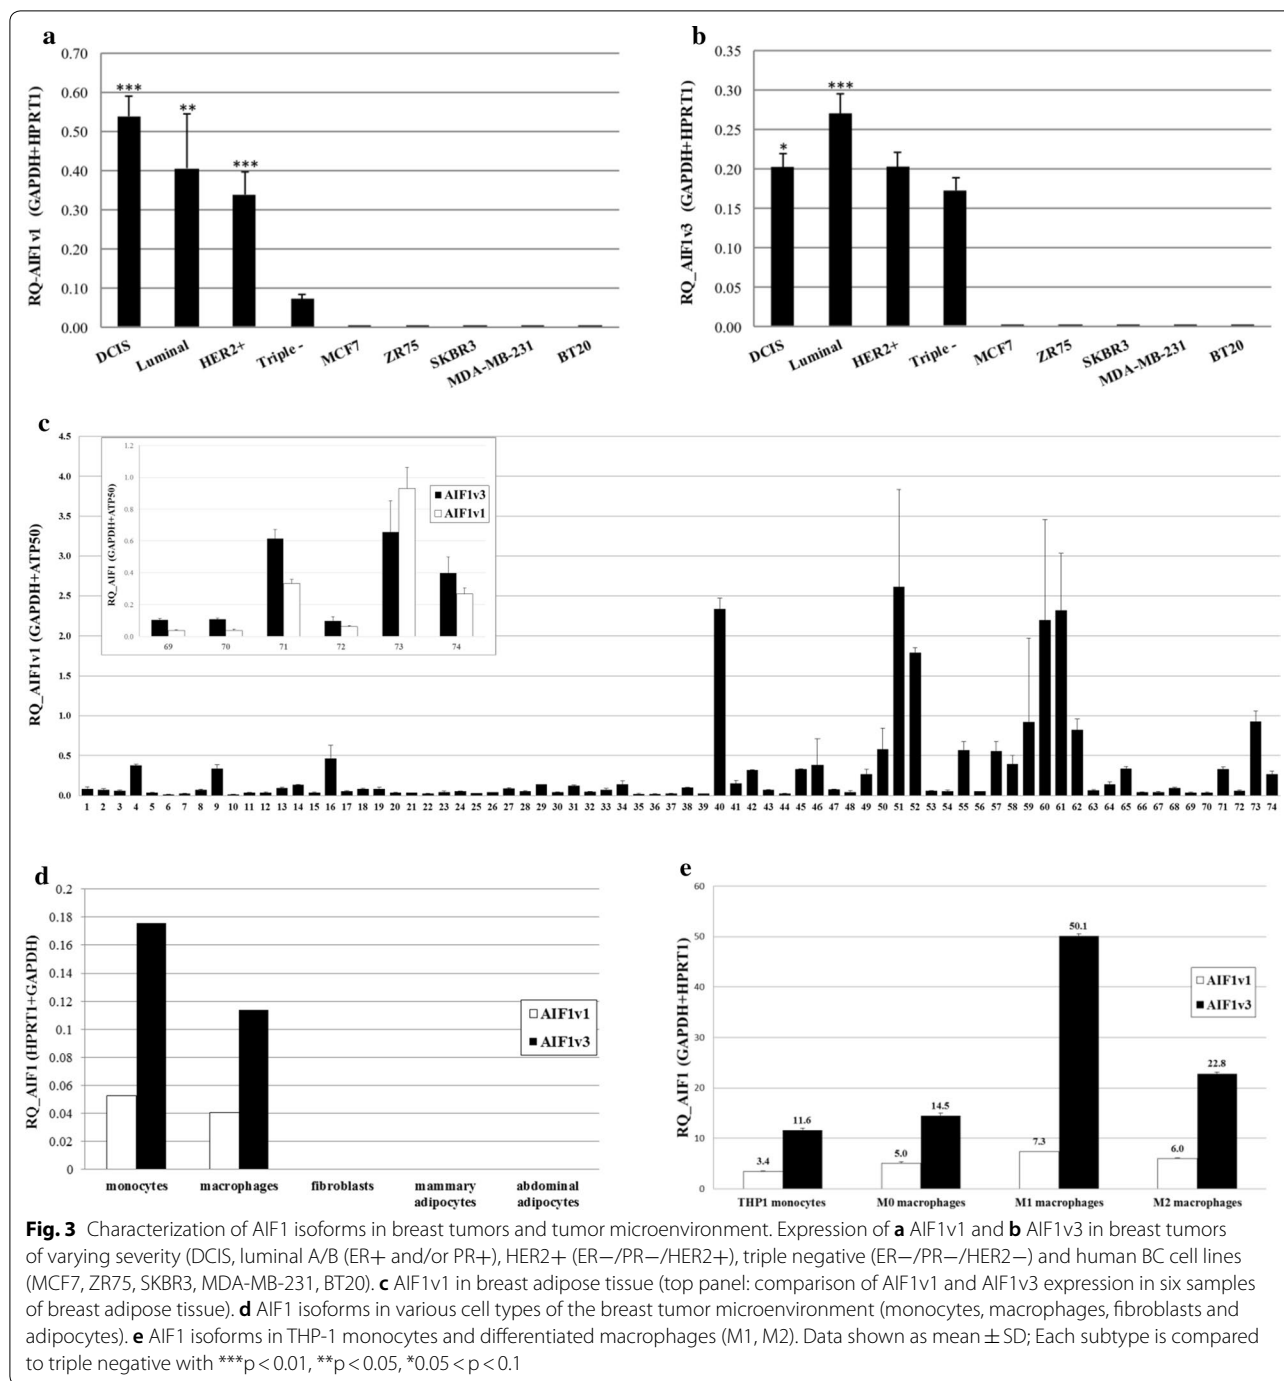 a
RQ-AIF1v1 (GAPDH+HPRT1)
0.70
0.60
0.50
0.40
0.30
0.20
0.10
0.00
***
**
***
DCIS
Luminal
HER2+
Triple -
MCF7
ZR75
SKBR3
MDA-MB-231
BT20
b
RQ_AIF1v3 (GAPDH+HPRT1)
0.35
0.30
0.25
0.20
0.15
0.10
0.05
0.00
*
***
DCIS
Luminal
HER2+
Triple -
MCF7
ZR75
SKBR3
MDA-MB-231
BT20
c
RQ_AIF1v1 (GAPDH+ATP50)
4.5
4.0
3.5
3.0
2.5
2.0
1.5
1.0
0.5
0.0
1 2 3 4 5 6 7 8 9 10 11 12 13 14 15 16 17 18 19 20 21 22 23 24 25 26 27 28 29 30 31 32 33 34 35 36 37 38 39 40 41 42 43 44 45 46 47 48 49 50 51 52 53 54 55 56 57 58 59 60 61 62 63 64 65 66 67 68 69 70 71 72 73 74
RQ_AIF1 (GAPDH+ATP50)
1.2
1.0
0.8
0.6
0.4
0.2
0.0
AIF1v3
AIF1v1
69 70 71 72 73 74
d
RQ_AIF1 (HPRT1+GAPDH)
0.2
0.18
0.16
0.14
0.12
0.1
0.08
0.06
0.04
0.02
0
AIF1v1
AIF1v3
monocytes
macrophages
fibroblasts
mammary
adipocytes
abdominal
adipocytes
e
RQ_AIF1 (GAPDH+HPRT1)
60
50
40
30
20
10
0
3.4
11.6
5.0
14.5
7.3
50.1
6.0
22.8
AIF1v1
AIF1v3
THP1 monocytes
M0 macrophages
M1 macrophages
M2 macrophages
Fig. 3 Characterization of AIF1 isoforms in breast tumors and tumor microenvironment. Expression of a AIF1v1 and b AIF1v3 in breast tumors
of varying severity (DCIS, luminal A/B (ER+ and/or PR+), HER2+ (ER−/PR−/HER2+), triple negative (ER−/PR−/HER2−) and human BC cell lines
(MCF7, ZR75, SKBR3, MDA-MB-231, BT20). c AIF1v1 in breast adipose tissue (top panel: comparison of AIF1v1 and AIF1v3 expression in six samples
of breast adipose tissue). d AIF1 isoforms in various cell types of the breast tumor microenvironment (monocytes, macrophages, fibroblasts and
adipocytes). e AIF1 isoforms in THP-1 monocytes and differentiated macrophages (M1, M2). Data shown as mean ± SD; Each subtype is compared
to triple negative with ***p < 0.01, **p < 0.05, *0.05 < p < 0.1